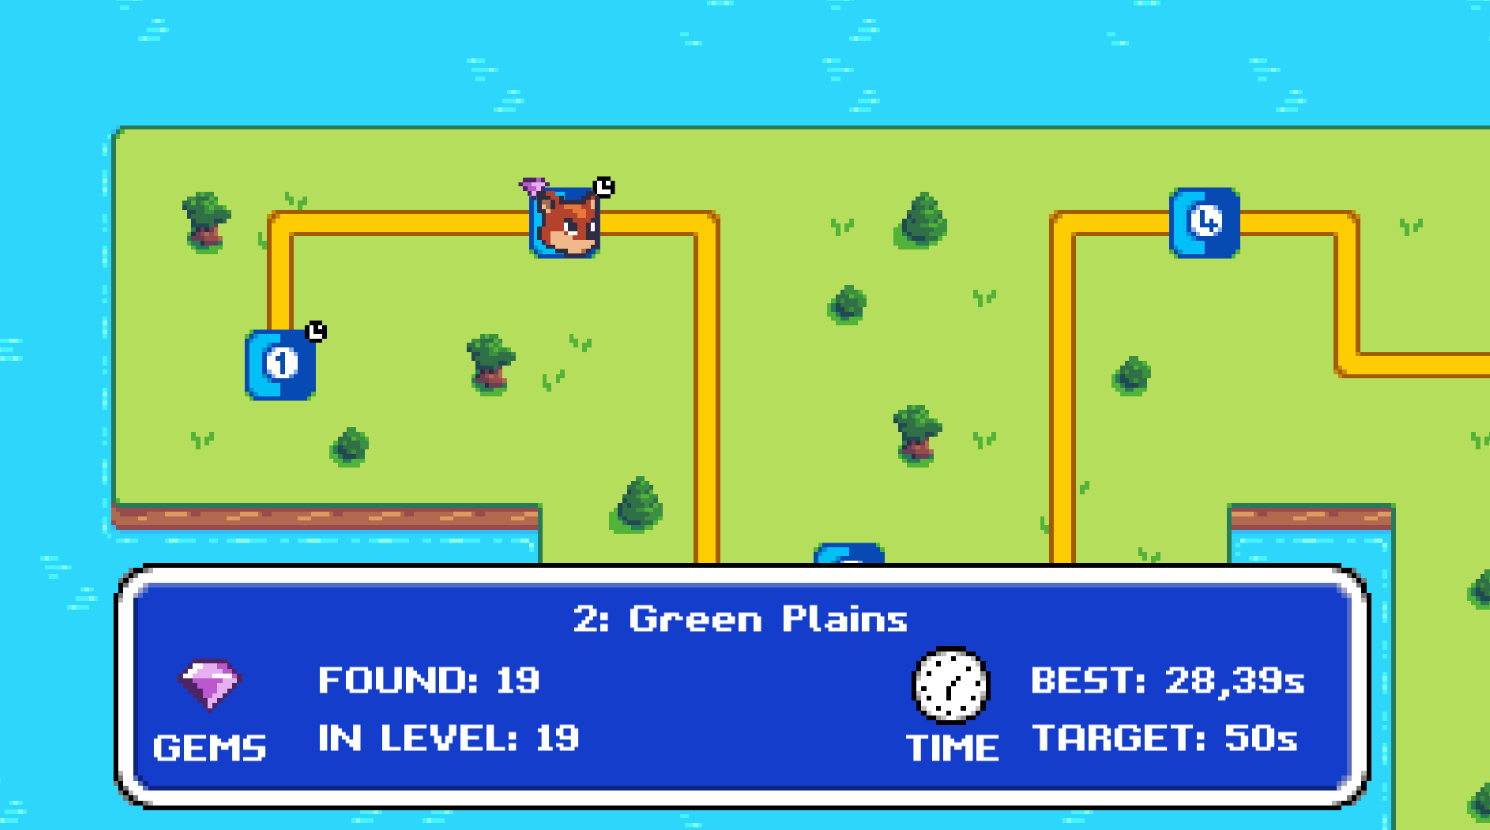 4
1
2: Green Plains
FOUND: 19
IN LEVEL: 19
GEMS
BEST: 28,39s
TARGET: 50s
TIME